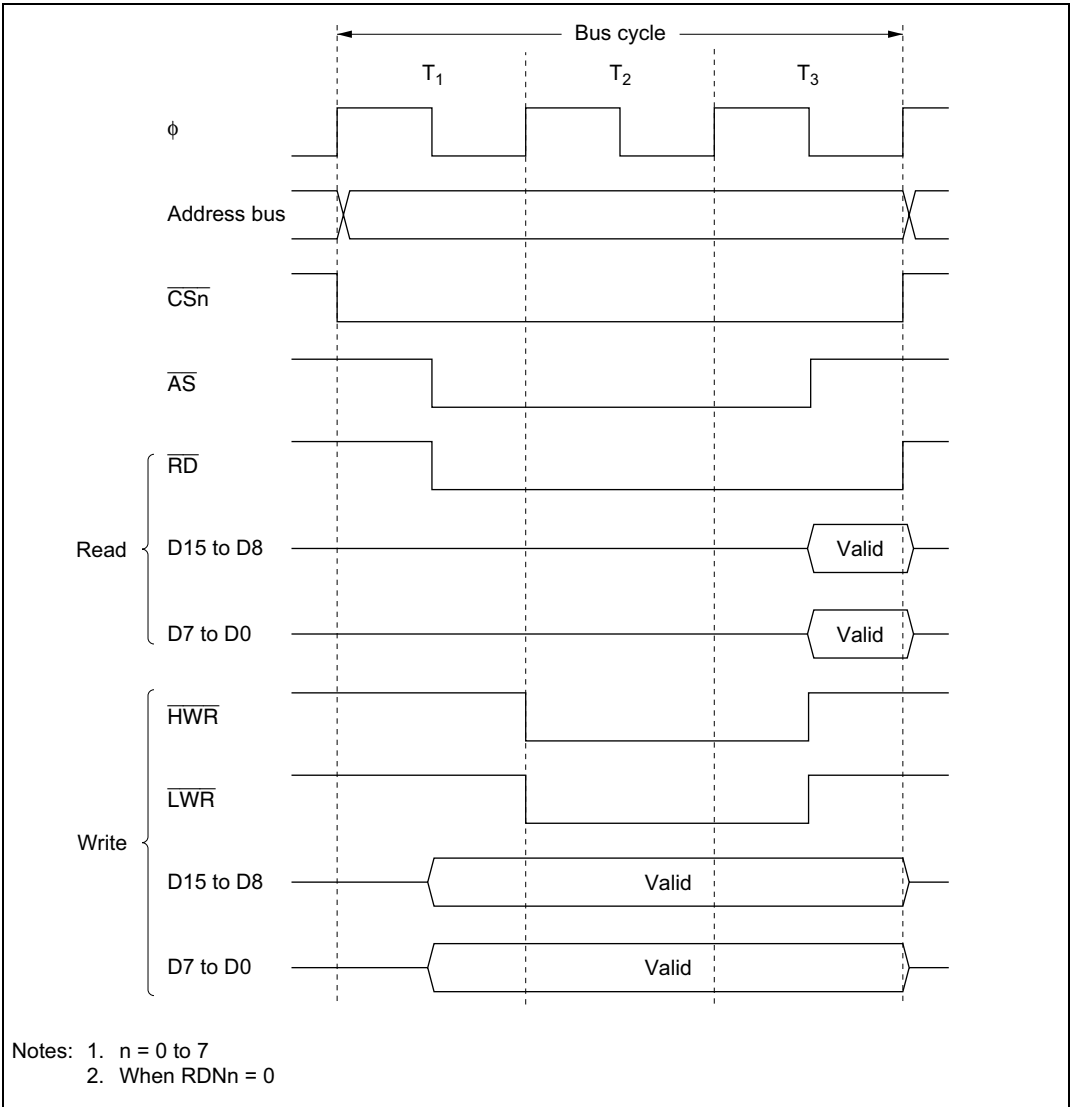 Bus cycle
T1 T2 T3
ϕ
Address bus
CSn
AS
RD
Read
D15 to D8 Valid
D7 to D0 Valid
HWR
LWR
Write
D15 to D8 Valid
D7 to D0 Valid
Notes: 1. n = 0 to 7
2. When RDNn = 0